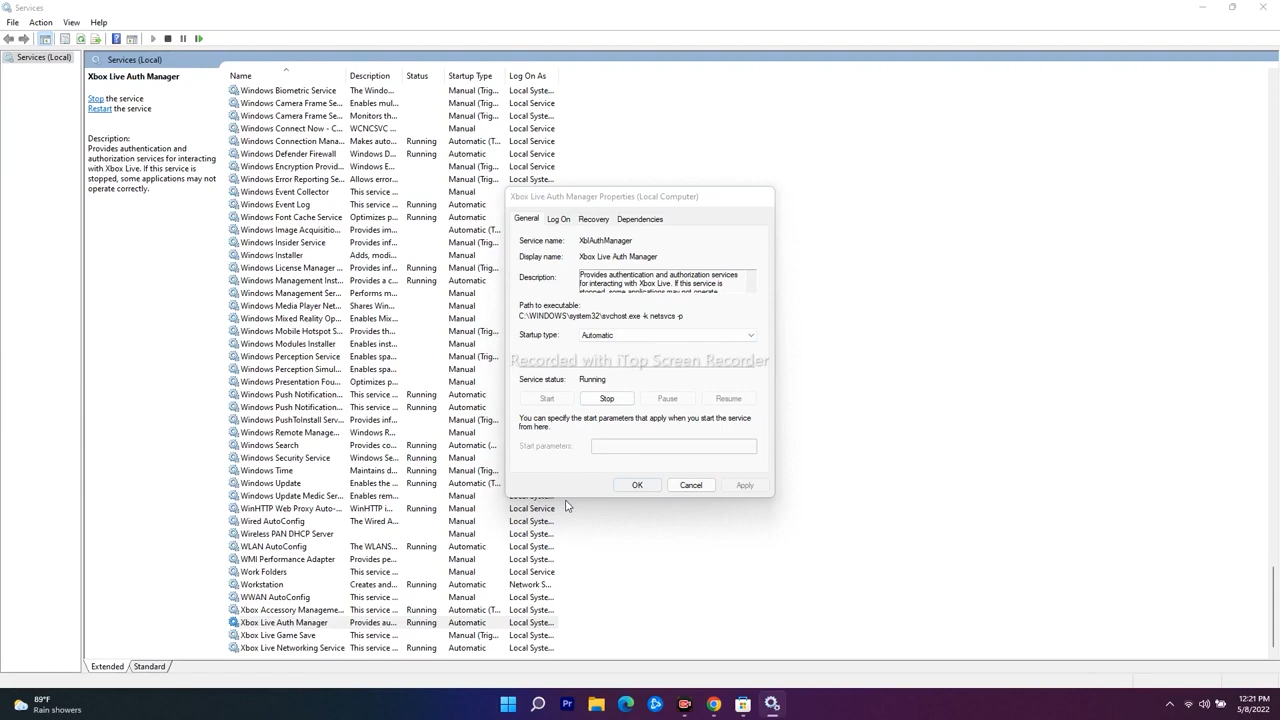 Services
File Action View Help
Services (Local)
Services (Local)
Xbox Live Auth Manager
Stop the service
Restart the service
Description:
Provides authentication and
authorization services for interacting
with Xbox Live. If this service is
stopped, some applications may not
operate correctly.
Name Description Status Startup Type Log On As
Windows Biometric Service The Windo... Manual (Trig... Local Syste...
Windows Camera Frame Se... Enables mul... Manual (Trig... Local Service
Windows Camera Frame Se... Monitors th... Manual (Trig... Local Syste...
Windows Connect Now - C... WCNCSVC ... Manual Local Service
Windows Connection Mana... Makes auto... Running Automatic (T... Local Service
Windows Defender Firewall Windows D... Running Automatic Local Service
Windows Encryption Provid... Windows E... Manual (Trig... Local Service
Windows Error Reporting Se... Allows error... Manual (Trig... Local Syste...
Windows Event Collector This service ... Manual
Windows Event Log This service ... Running Automatic
Windows Font Cache Service Optimizes p... Running Automatic
Windows Image Acquisitio... Provides im... Automatic (T...
Windows Insider Service Provides inf... Manual (Trig...
Windows Installer Adds, modi... Manual
Windows License Manager ... Provides inf... Running Manual (Trig...
Windows Management Inst... Provides a c... Running Automatic
Windows Management Ser... Performs m... Manual
Windows Media Player Net... Shares Win... Manual
Windows Mixed Reality Op... Enables Mix... Manual
Windows Mobile Hotspot S... Provides th... Manual (Trig...
Windows Modules Installer Enables inst... Manual
Windows Perception Service Enables spa... Manual (Trig...
Windows Perception Simul... Enables spa... Manual
Windows Presentation Fou... Optimizes p... Manual
Windows Push Notification... This service ... Running Automatic
Windows Push Notification... This service ... Running Automatic
Windows PushToInstall Serv... Provides inf... Manual (Trig...
Windows Remote Manage... Windows R... Manual
Windows Search Provides co... Running Automatic (...
Windows Security Service Windows Se... Running Manual
Windows Time Maintains d... Running Manual (Trig...
Windows Update Enables the ... Running Manual (Trig...
Windows Update Medic Ser... Enables rem... Manual Local Syste...
WinHTTP Web Proxy Auto-... WinHTTP i... Running Manual Local Service
Wired AutoConfig The Wired A... Manual Local Syste...
Wireless PAN DHCP Server Manual Local Syste...
WLAN AutoConfig The WLANS... Running Automatic Local Syste...
WMI Performance Adapter Provides pe... Manual Local Syste...
Work Folders This service ... Manual Local Service
Workstation Creates and... Running Automatic Network S...
WWAN AutoConfig This service ... Manual Local Syste...
Xbox Accessory Manageme... This service ... Running Automatic (T... Local Syste...
Xbox Live Auth Manager Provides au... Running Automatic Local Syste...
Xbox Live Game Save This service ... Manual (Trig... Local Syste...
Xbox Live Networking Service This service ... Running Automatic Local Syste...
Xbox Live Auth Manager Properties (Local Computer)
General Log On Recovery Dependencies
Service name: XblAuthManager
Display name: Xbox Live Auth Manager
Description: Provides authentication and authorization services
for interacting with Xbox Live. If this service is
stopped, some applications may not operate
Path to executable:
C:\WINDOWS\system32\svchost.exe -k netsvcs -p
Startup type: Automatic
Recorded with iTop Screen Recorder
Service status: Running
Start Stop Pause Resume
You can specify the start parameters that apply when you start the service
from here.
Start parameters:
OK Cancel Apply
Extended Standard
89°F
Rain showers
Pr
12:21 PM
5/8/2022